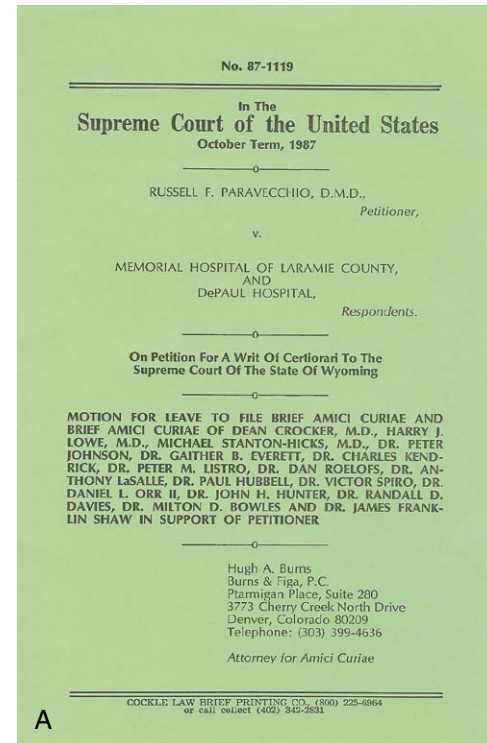 No. 87-1119
In The
Supreme Court of the United States
October Term, 1987
RUSSELL F. PARAVECCHIO, D.M.D.,
Petitioner,
v.
MEMORIAL HOSPITAL OF LARAMIE COUNTY,
AND
DePAUL HOSPITAL,
Respondents.
On Petition For A Writ Of Certiorari To The
Supreme Court Of The State Of Wyoming
MOTION FOR LEAVE TO FILE BRIEF AMICI CURIAE AND
BRIEF AMICI CURIAE OF DEAN CROCKER, M.D., HARRY J.
LOWE, M.D., MICHAEL STANTON-HICKS, M.D., DR. PETER
JOHNSON, DR. GAITHER B. EVERETT, DR. CHARLES KEND-
RICK, DR. PETER M. LISTRO, DR. DAN ROELOFS, DR. AN-
THONY LaSALLE, DR. PAUL HUBBELL, DR. VICTOR SPIRO, DR.
DANIEL L. ORR II, DR. JOHN H. HUNTER, DR. RANDALL D.
DAVIES, DR. MILTON D. BOWLES AND DR. JAMES FRANK-
LIN SHAW IN SUPPORT OF PETITIONER
Hugh A. Burns
Burns & Figa, P.C.
Ptarmigan Place, Suite 280
3773 Cherry Creek North Drive
Denver, Colorado 80209
Telephone: (303) 399-4636
Attorney for Amici Curiae
COCKLE LAW BRIEF PRINTING CO., (800) 225-6964
or call collect (402) 342-2831
A